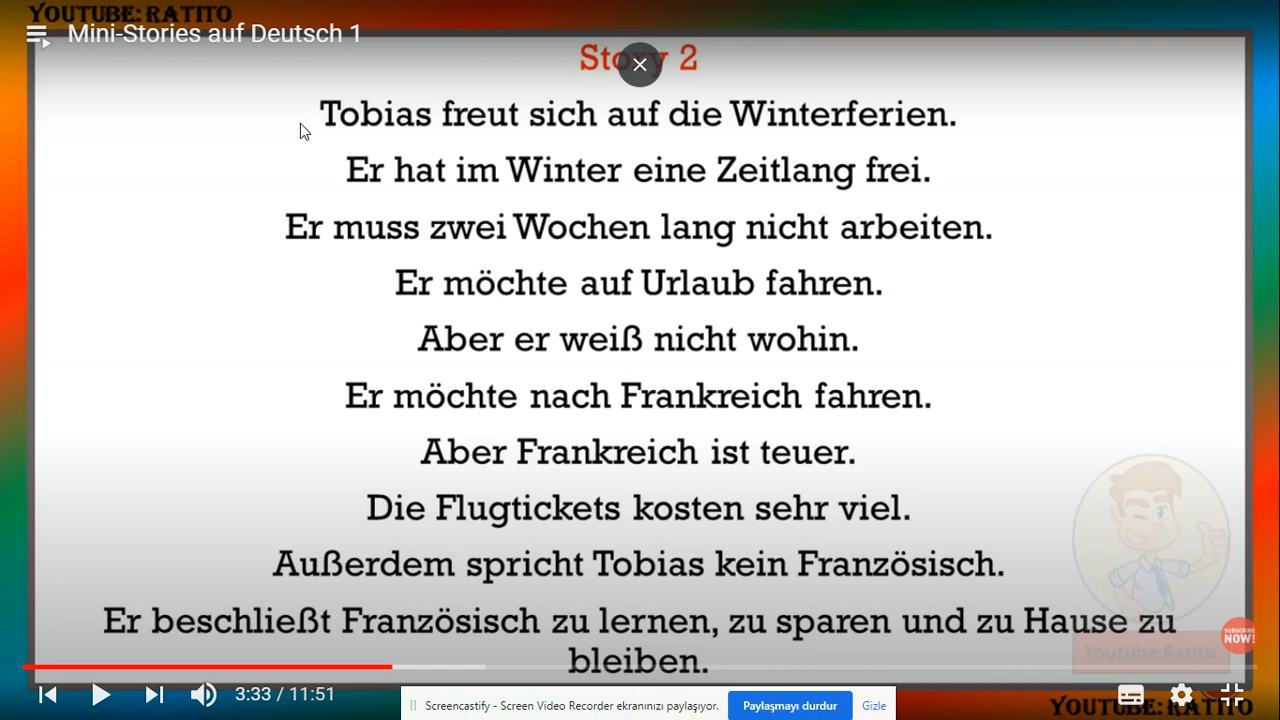 YOUTUBE: RATITO
Mini-Stories auf Deutsch 1
Story 2
Tobias freut sich auf die Winterferien.
Er hat im Winter eine Zeitlang frei.
Er muss zwei Wochen lang nicht arbeiten.
Er möchte auf Urlaub fahren.
Aber er weiß nicht wohin.
Er möchte nach Frankreich fahren.
Aber Frankreich ist teuer.
Die Flugtickets kosten sehr viel.
Außerdem spricht Tobias kein Französisch.
Er beschließt Französisch zu lernen, zu sparen und zu Hause zu
bleiben.
SUBSCRIBE
NOW!
Youtube:Ratito
3:33 / 11:51
"Screencastify - Screen Video Recorder ekranınızı paylaşıyor.
Paylaşmayı durdur
Gizle
YOUTUBE: RATITO